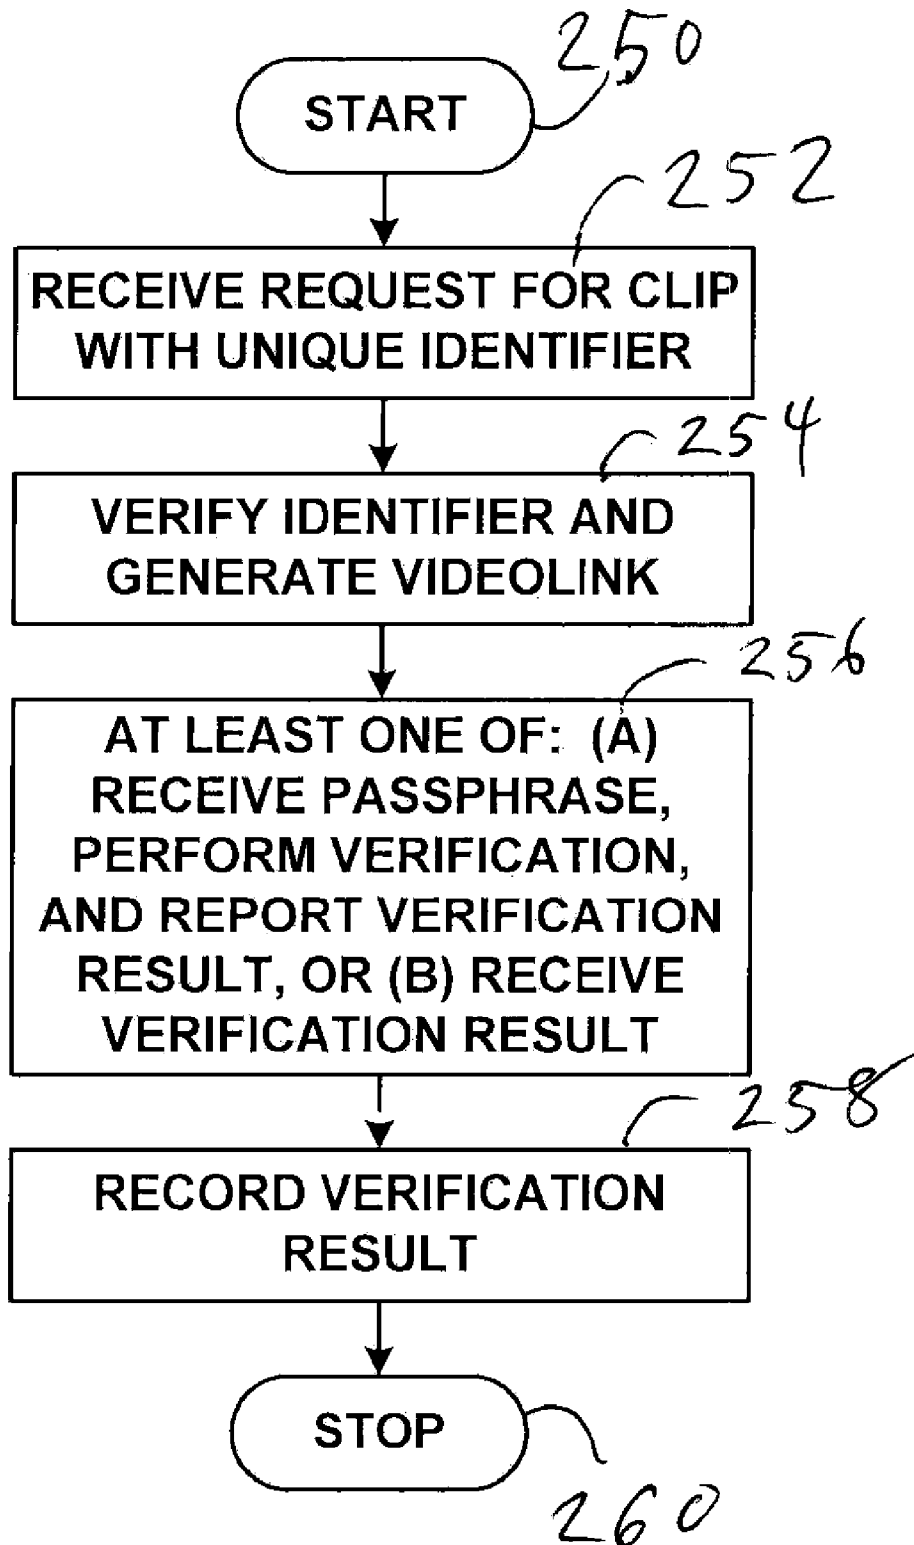 250
START
252
RECEIVE REQUEST FOR CLIP
WITH UNIQUE IDENTIFIER
254
VERIFY IDENTIFIER AND
GENERATE VIDEOLINK
256
AT LEAST ONE OF: (A)
RECEIVE PASSPHRASE,
PERFORM VERIFICATION,
AND REPORT VERIFICATION
RESULT, OR (B) RECEIVE
VERIFICATION RESULT
258
RECORD VERIFICATION
RESULT
STOP
260